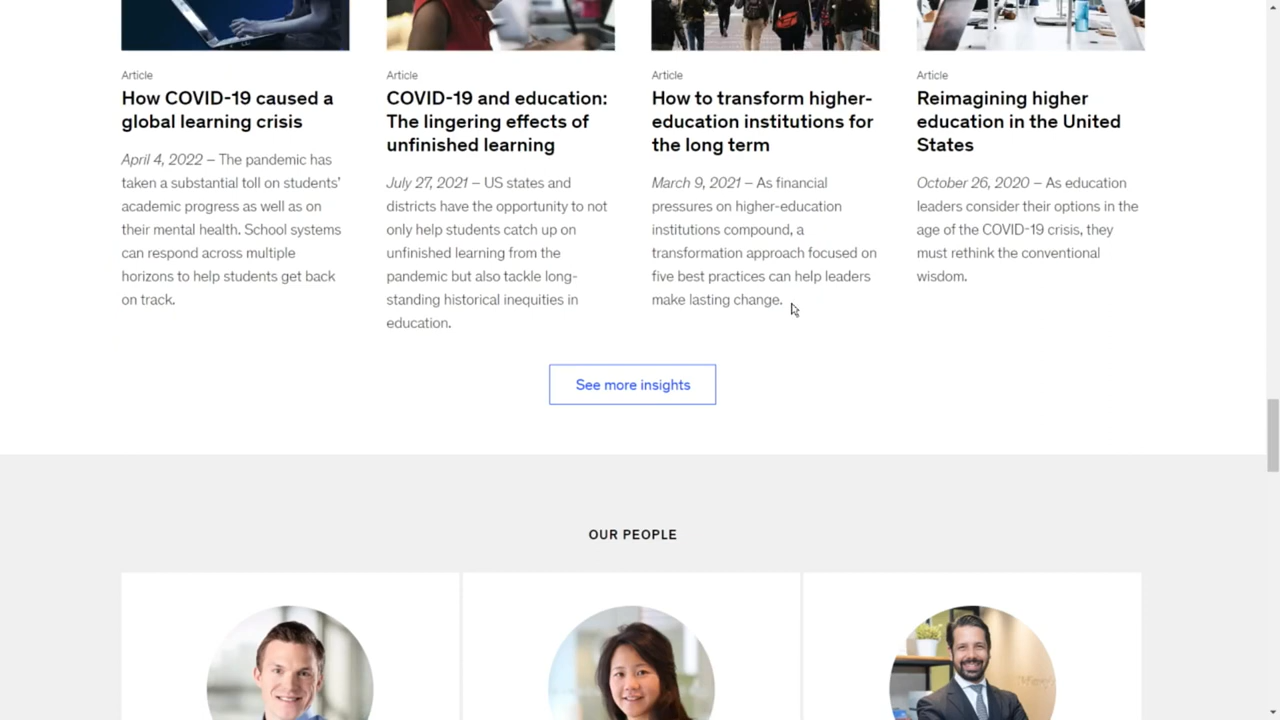 Article
How COVID-19 caused a
global learning crisis
April 4, 2022 – The pandemic has
taken a substantial toll on students’
academic progress as well as on
their mental health. School systems
can respond across multiple
horizons to help students get back
on track.
Article
COVID-19 and education:
The lingering effects of
unfinished learning
July 27, 2021 – US states and
districts have the opportunity to not
only help students catch up on
unfinished learning from the
pandemic but also tackle long-
standing historical inequities in
education.
Article
How to transform higher-
education institutions for
the long term
March 9, 2021 – As financial
pressures on higher-education
institutions compound, a
transformation approach focused on
five best practices can help leaders
make lasting change.
Article
Reimagining higher
education in the United
States
October 26, 2020 – As education
leaders consider their options in the
age of the COVID-19 crisis, they
must rethink the conventional
wisdom.
See more insights
OUR PEOPLE